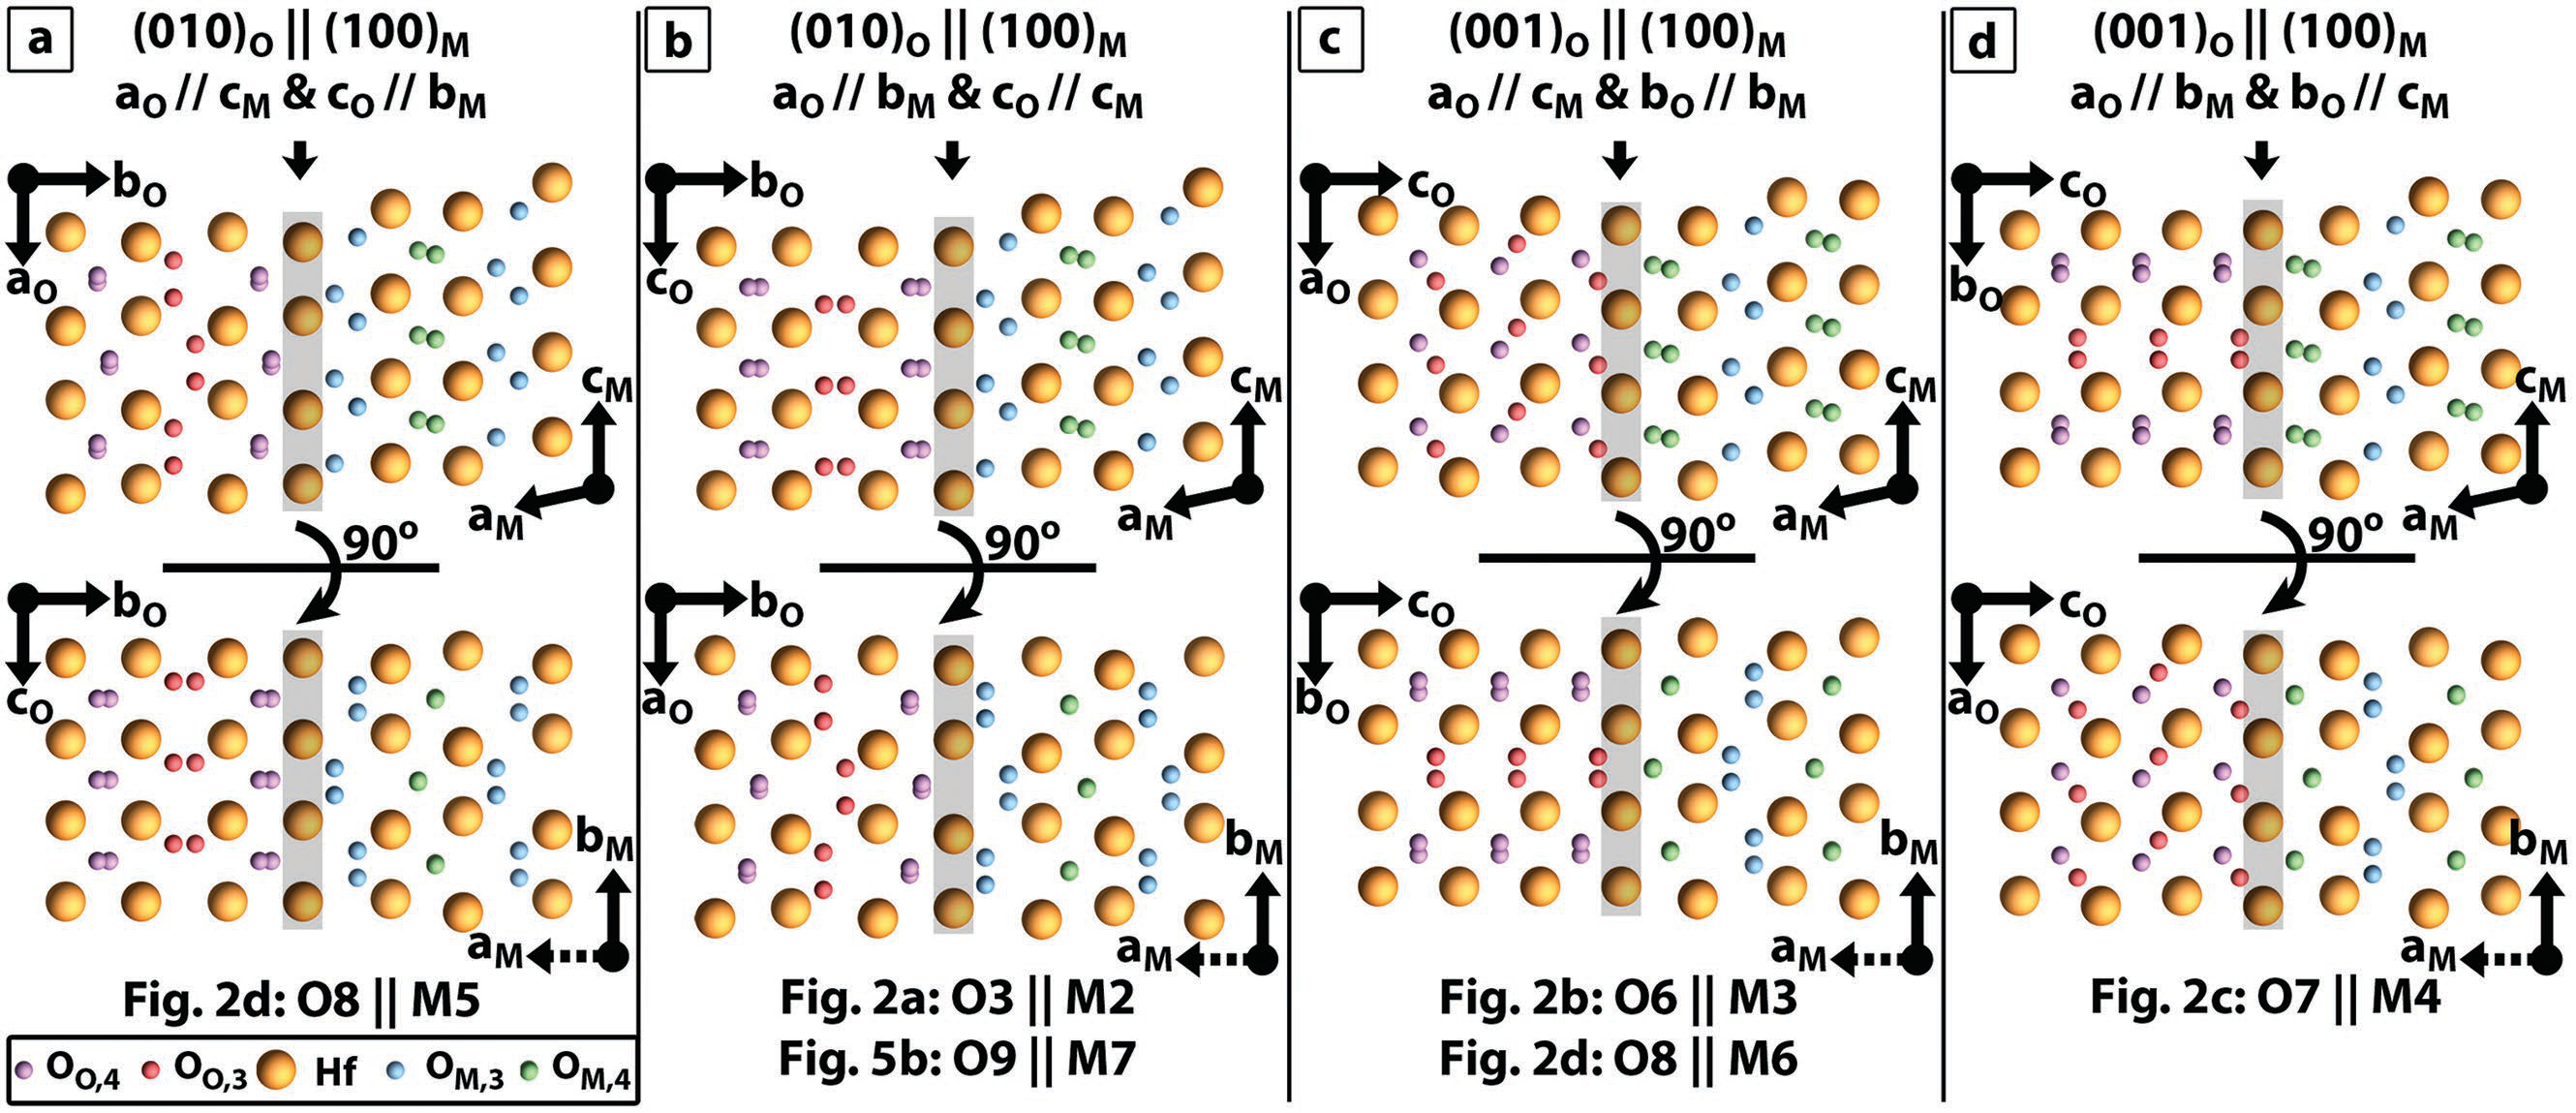 a
(010)O || (100)M
aO // cM & cO // bM
bO
aO
cM
aM
90º
bO
cO
bM
aM
Fig. 2d: O8 || M5
OO,4 OO,3 Hf OM,3 OM,4
b
(010)O || (100)M
aO // bM & cO // cM
bO
cO
cM
aM
90º
bO
aO
bM
aM
Fig. 2a: O3 || M2
Fig. 5b: O9 || M7
c
(001)O || (100)M
aO // cM & bO // bM
cO
aO
cM
aM
90º
cO
bO
bM
aM
Fig. 2b: O6 || M3
Fig. 2d: O8 || M6
d
(001)O || (100)M
aO // bM & bO // cM
cO
bO
cM
aM
90º
cO
aO
bM
aM
Fig. 2c: O7 || M4